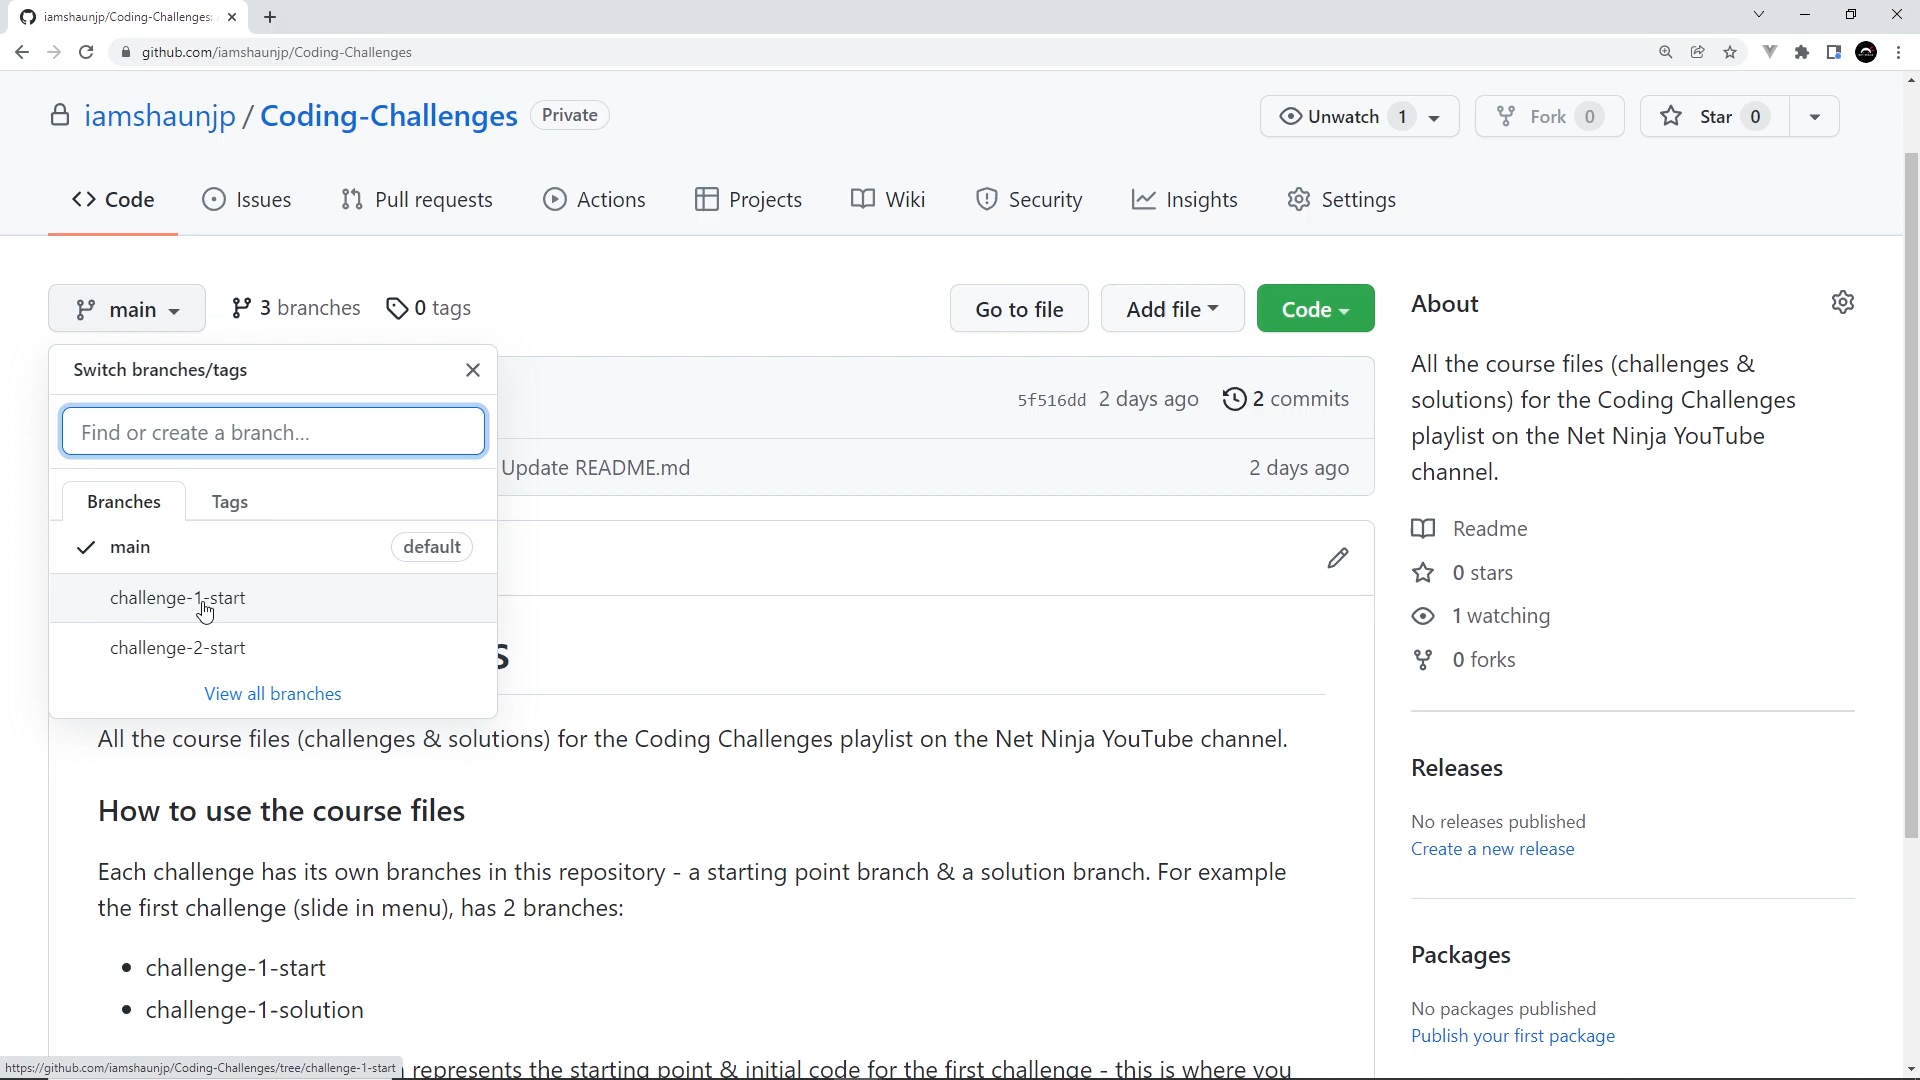 iamshaunjp/Coding-Challenges:
github.com/iamshaunjp/Coding-Challenges
iamshaunjp / Coding-Challenges Private
Unwatch 1
Fork 0
Star 0
Code
Issues
Pull requests
Actions
Projects
Wiki
Security
Insights
Settings
main
3 branches
0 tags
Go to file
Add file
Code
Switch branches/tags
Find or create a branch...
Branches
Tags
main default
challenge-1-start
challenge-2-start
View all branches
5f516dd 2 days ago 2 commits
Update README.md 2 days ago
s
All the course files (challenges & solutions) for the Coding Challenges playlist on the Net Ninja YouTube channel.
How to use the course files
Each challenge has its own branches in this repository - a starting point branch & a solution branch. For example
the first challenge (slide in menu), has 2 branches:
• challenge-1-start
• challenge-1-solution
represents the starting point & initial code for the first challenge - this is where you
https://github.com/iamshaunjp/Coding-Challenges/tree/challenge-1-start
About
All the course files (challenges &
solutions) for the Coding Challenges
playlist on the Net Ninja YouTube
channel.
Readme
0 stars
1 watching
0 forks
Releases
No releases published
Create a new release
Packages
No packages published
Publish your first package